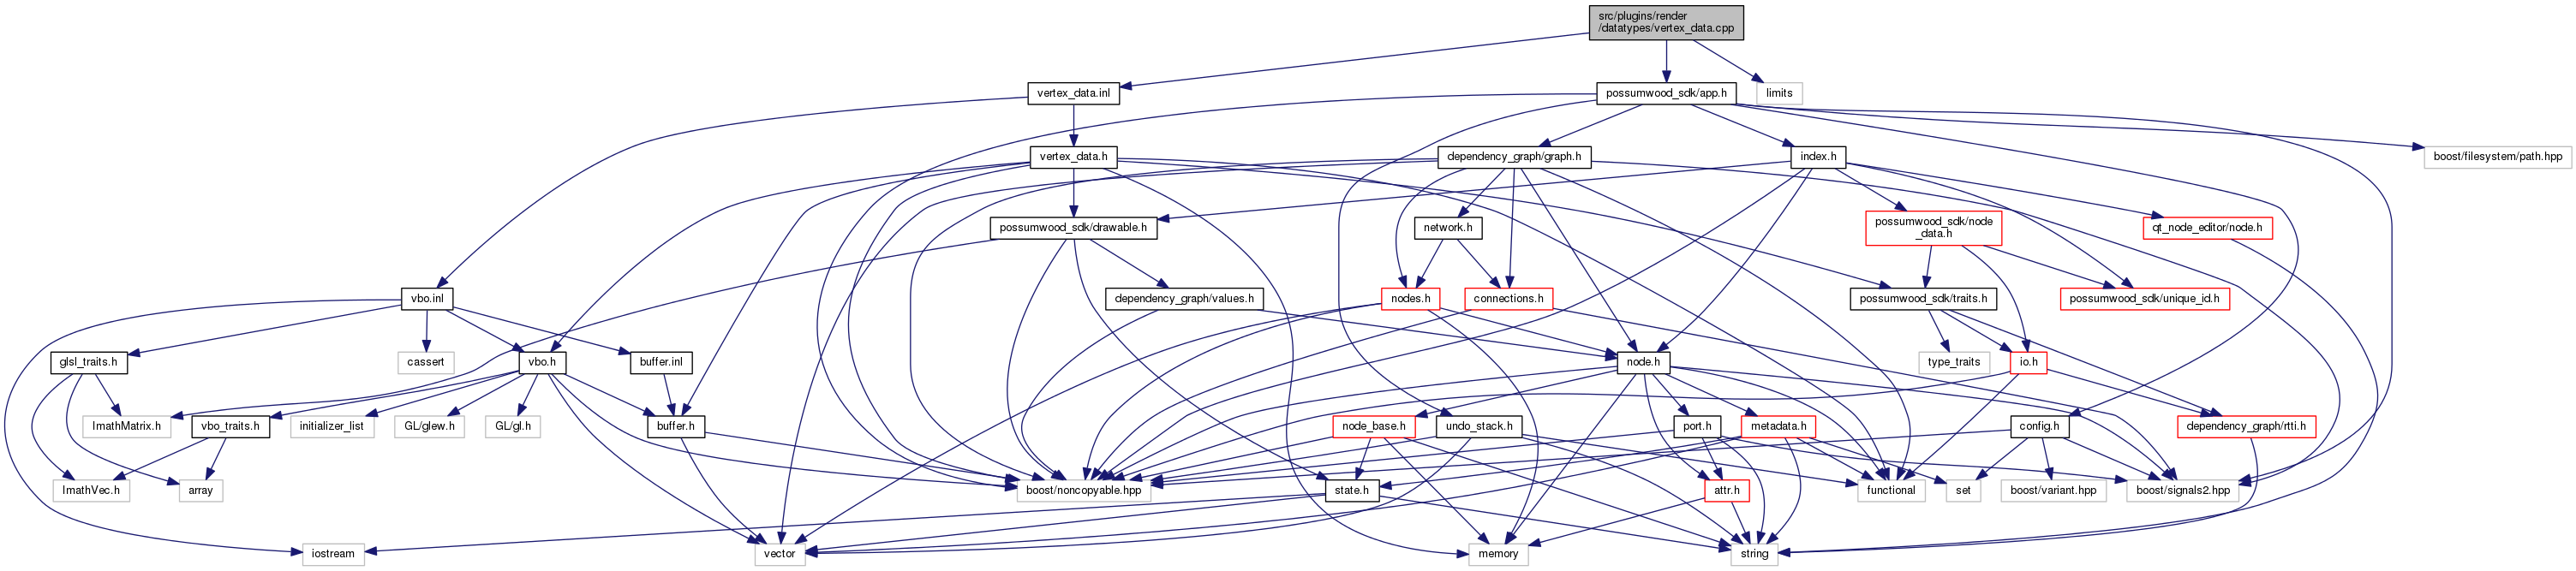 src/plugins/render
/datatypes/vertex_data.cpp
vertex_data.inl
possumwood_sdk/app.h
limits
vertex_data.h
dependency_graph/graph.h
index.h
boost/filesystem/path.hpp
possumwood_sdk/drawable.h
network.h
possumwood_sdk/node
_data.h
qt_node_editor/node.h
vbo.inl
dependency_graph/values.h
nodes.h
connections.h
possumwood_sdk/traits.h
possumwood_sdk/unique_id.h
glsl_traits.h
cassert
vbo.h
buffer.inl
node.h
type_traits
io.h
ImathMatrix.h
vbo_traits.h
initializer_list
GL/glew.h
GL/gl.h
buffer.h
node_base.h
undo_stack.h
port.h
metadata.h
config.h
dependency_graph/rtti.h
ImathVec.h
array
boost/noncopyable.hpp
state.h
attr.h
functional
set
boost/variant.hpp
boost/signals2.hpp
iostream
vector
memory
string